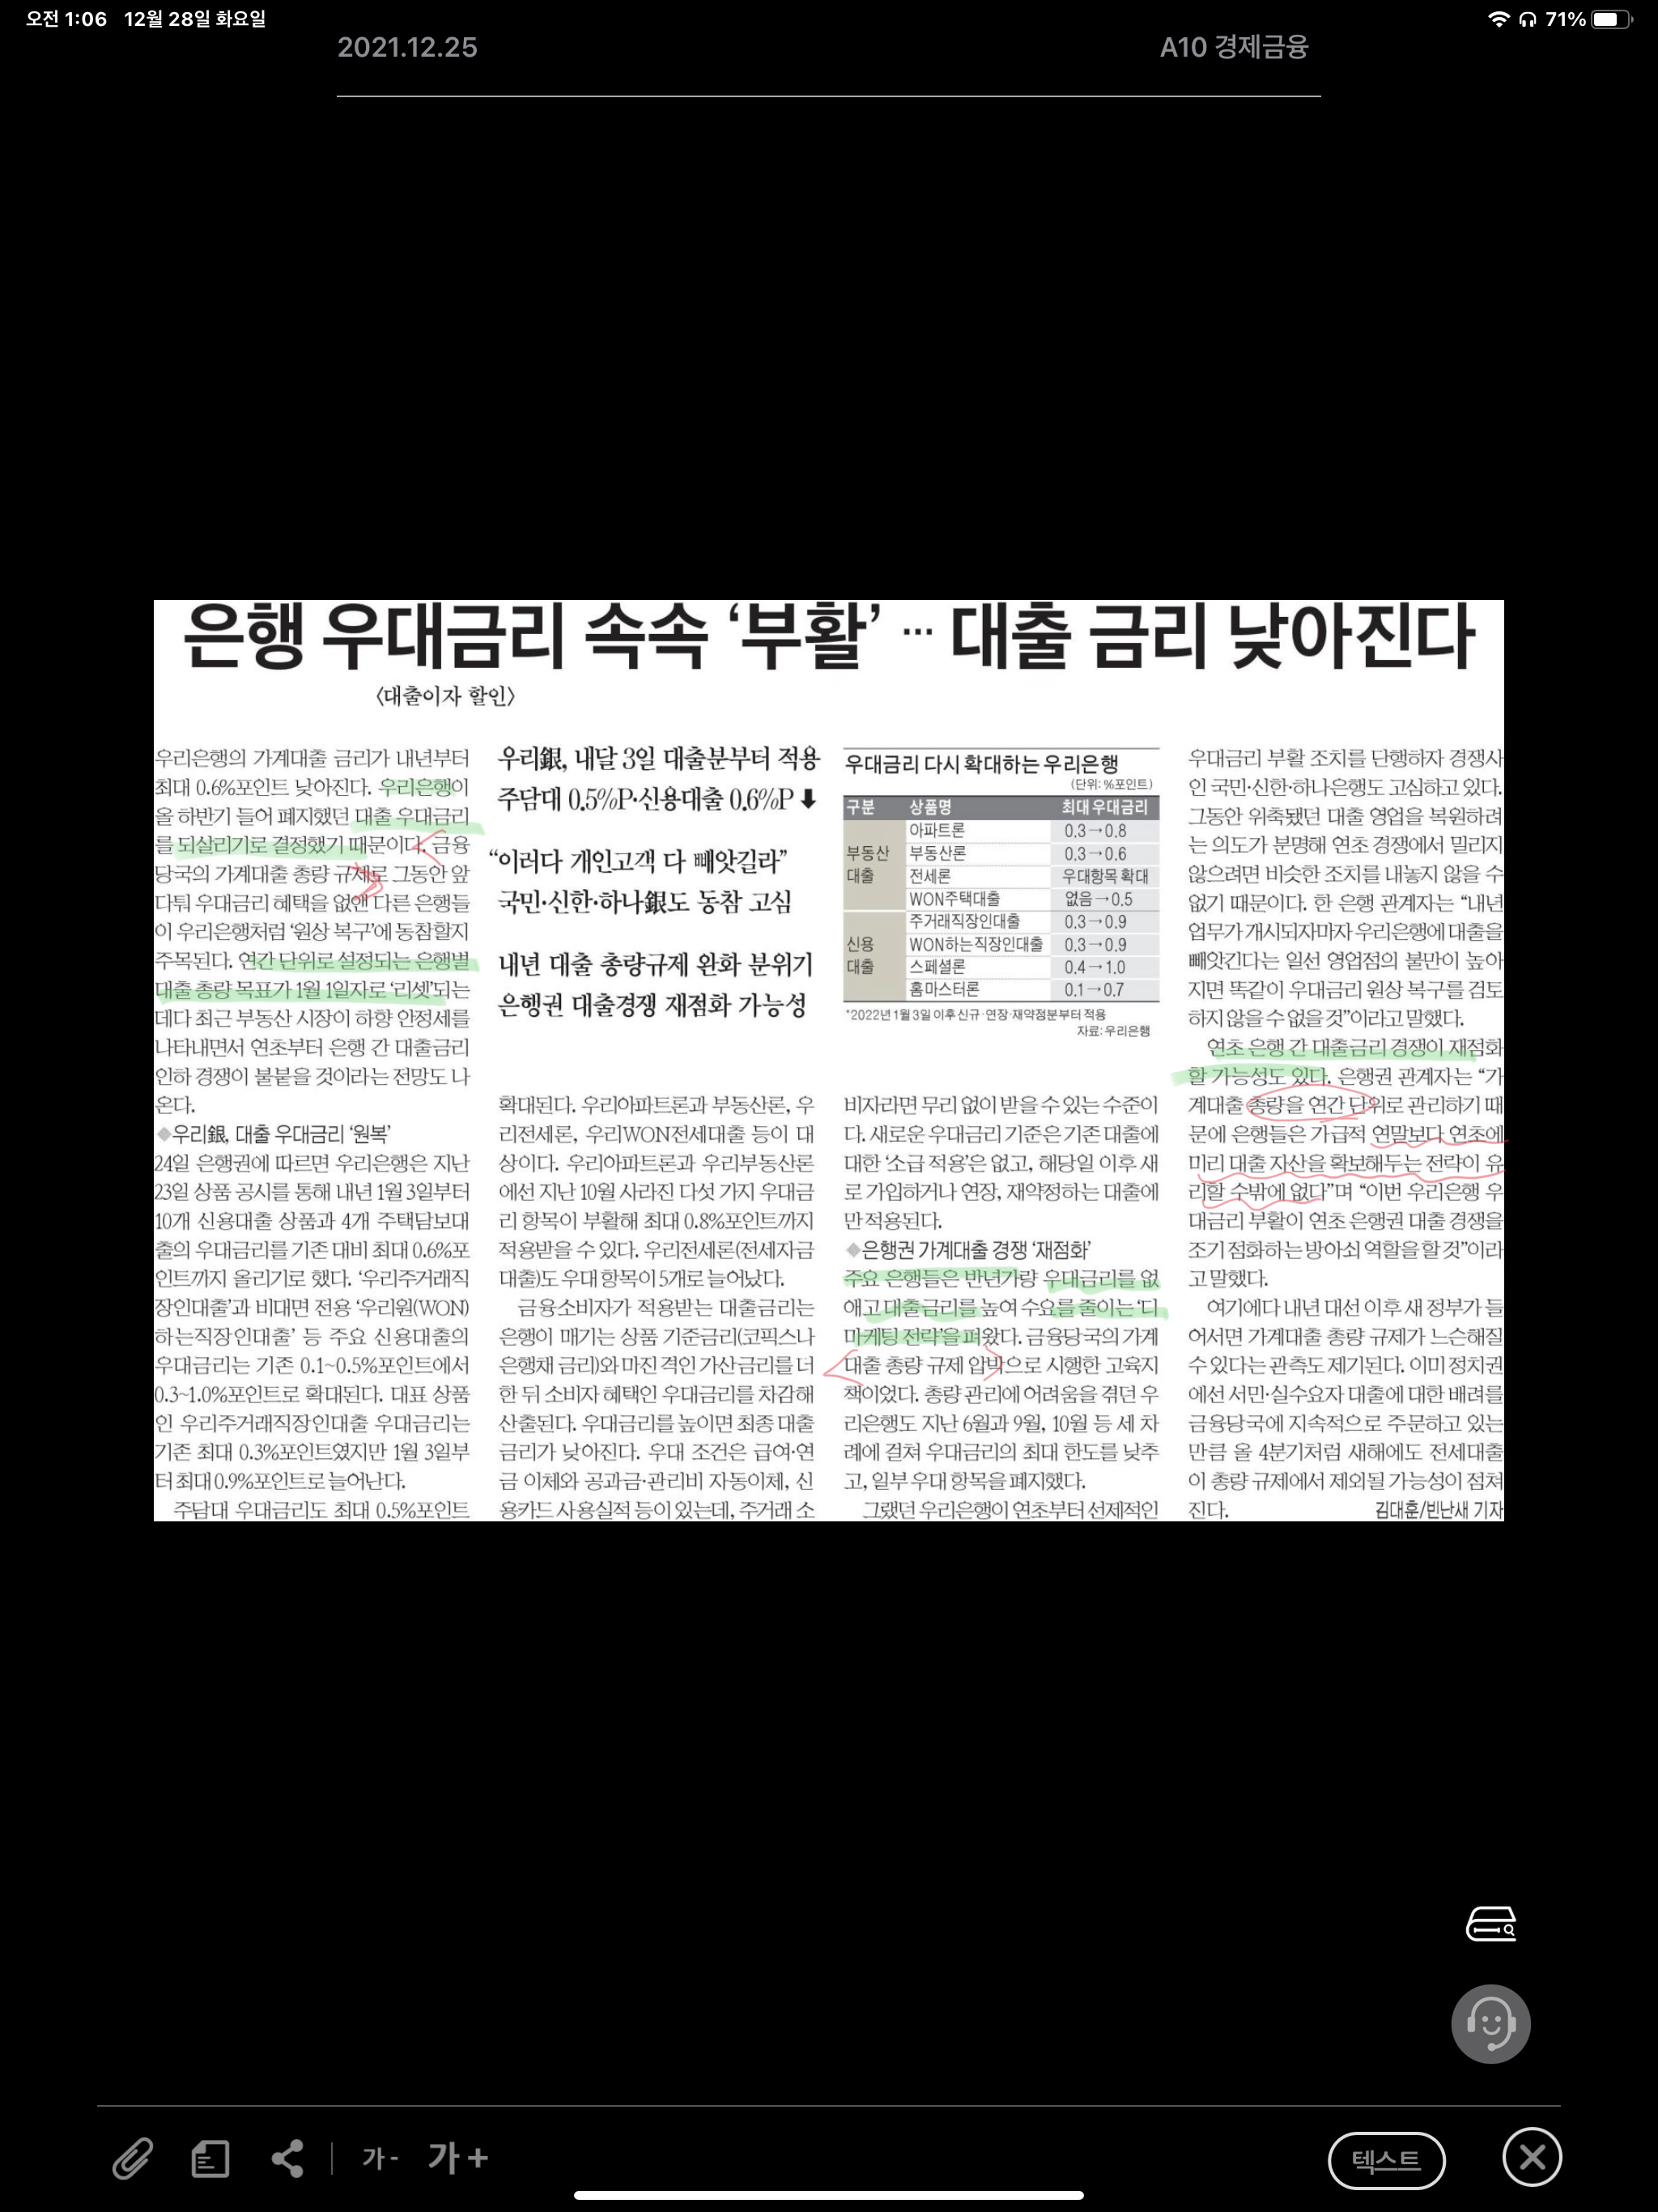 오전 1:06 12월 28일 화요일
71%
2021.12.25
A10 경제금융
은행 우대금리 속속 ‘부활’ … 대출 금리 낮아진다
〈대출이자 할인〉
우리은행의 가계대출 금리가 내년부터
최대 0.6%포인트 낮아진다. 우리은행이
올 하반기 들어 폐지했던 대출 우대금리
를 되살리기로 결정했기 때문이다. 금융
당국의 가계대출 총량 규제로 그동안 앞
다퉈 우대금리 혜택을 없앤 다른 은행들
이 우리은행처럼 ‘원상 복구’에 동참할지
주목된다. 연간 단위로 설정되는 은행별
대출 총량 목표가 1월 1일자로 ‘리셋’되는
데다 최근 부동산 시장이 하향 안정세를
나타내면서 연초부터 은행 간 대출금리
인하 경쟁이 불붙을 것이라는 전망도 나
온다.
◆우리銀, 대출 우대금리 ‘원복’
24일 은행권에 따르면 우리은행은 지난
23일 상품 공시를 통해 내년 1월 3일부터
10개 신용대출 상품과 4개 주택담보대
출의 우대금리를 기존 대비 최대 0.6%포
인트까지 올리기로 했다. ‘우리주거래직
장인대출’과 비대면 전용 ‘우리원(WON)
하는직장인대출’ 등 주요 신용대출의
우대금리는 기존 0.1~0.5%포인트에서
0.3~1.0%포인트로 확대된다. 대표 상품
인 우리주거래직장인대출 우대금리는
기존 최대 0.3%포인트였지만 1월 3일부
터 최대 0.9%포인트로 늘어난다.
주담대 우대금리도 최대 0.5%포인트
우리銀, 내달 3일 대출분부터 적용
주담대 0.5%P·신용대출 0.6%P⬇
“이러다 개인고객 다 빼앗길라”
국민·신한·하나銀도 동참 고심
내년 대출 총량규제 완화 분위기
은행권 대출경쟁 재점화 가능성
확대된다. 우리아파트론과 부동산론, 우
리전세론, 우리WON전세대출 등이 대
상이다. 우리아파트론과 우리부동산론
에선 지난 10월 사라진 다섯 가지 우대금
리 항목이 부활해 최대 0.8%포인트까지
적용받을 수 있다. 우리전세론(전세자금
대출)도 우대 항목이 5개로 늘어났다.
금융소비자가 적용받는 대출금리는
은행이 매기는 상품 기준금리(코픽스나
은행채 금리)와 마진 격인 가산금리를 더
한 뒤 소비자 혜택인 우대금리를 차감해
산출된다. 우대금리를 높이면 최종 대출
금리가 낮아진다. 우대 조건은 급여·연
금 이체와 공과금·관리비 자동이체, 신
용카드 사용실적 등이 있는데, 주거래 소
우대금리 다시 확대하는 우리은행
(단위: %포인트)
구분 상품명 최대 우대금리
부동산 대출 아파트론 0.3→0.8
부동산론 0.3→0.6
전세론 우대항목 확대
WON주택대출 없음→0.5
신용 대출 주거래직장인대출 0.3→0.9
WON하는직장인대출 0.3→0.9
스페셜론 0.4→1.0
홈마스터론 0.1→0.7
*2022년 1월 3일 이후 신규·연장·재약정분부터 적용
자료: 우리은행
비자라면 무리 없이 받을 수 있는 수준이
다. 새로운 우대금리 기준은 기존 대출에
대한 ‘소급 적용’은 없고, 해당일 이후 새
로 가입하거나 연장, 재약정하는 대출에
만 적용된다.
◆은행권 가계대출 경쟁 ‘재점화’
주요 은행들은 반년가량 우대금리를 없
애고 대출금리를 높여 수요를 줄이는 ‘디
마케팅 전략’을 펴왔다. 금융당국의 가계
대출 총량 규제 압박으로 시행한 고육지
책이었다. 총량 관리에 어려움을 겪던 우
리은행도 지난 6월과 9월, 10월 등 세 차
례에 걸쳐 우대금리의 최대 한도를 낮추
고, 일부 우대 항목을 폐지했다.
그랬던 우리은행이 연초부터 선제적인
우대금리 부활 조치를 단행하자 경쟁사
인 국민·신한·하나은행도 고심하고 있다.
그동안 위축됐던 대출 영업을 복원하려
는 의도가 분명해 연초 경쟁에서 밀리지
않으려면 비슷한 조치를 내놓지 않을 수
없기 때문이다. 한 은행 관계자는 “내년
업무가 개시되자마자 우리은행에 대출을
빼앗긴다는 일선 영업점의 불만이 높아
지면 똑같이 우대금리 원상 복구를 검토
하지 않을 수 없을 것”이라고 말했다.
연초 은행 간 대출금리 경쟁이 재점화
할 가능성도 있다. 은행권 관계자는 “가
계대출 총량을 연간 단위로 관리하기 때
문에 은행들은 가급적 연말보다 연초에
미리 대출 자산을 확보해두는 전략이 유
리할 수밖에 없다”며 “이번 우리은행 우
대금리 부활이 연초 은행권 대출 경쟁을
조기 점화하는 방아쇠 역할을 할 것”이라
고 말했다.
여기에다 내년 대선 이후 새 정부가 들
어서면 가계대출 총량 규제가 느슨해질
수 있다는 관측도 제기된다. 이미 정치권
에선 서민·실수요자 대출에 대한 배려를
금융당국에 지속적으로 주문하고 있는
만큼 올 4분기처럼 새해에도 전세대출
이 총량 규제에서 제외될 가능성이 점쳐
진다.
김대훈/빈난새 기자
가- 가+
텍스트